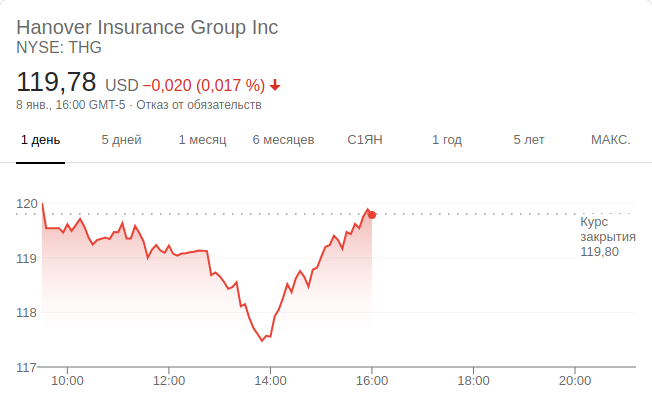 Hanover Insurance Group Inc
NYSE: THG
119,78 USD −0,020 (0,017 %)
8 янв., 16:00 GMT-5 · Отказ от обязательств
1 день 5 дней 1 месяц 6 месяцев С1ЯН 1 год 5 лет МАКС.
120
119
118
117
Курс
закрытия
119,80
10:00 12:00 14:00 16:00 18:00 20:00